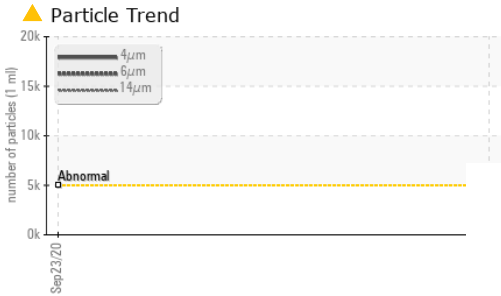 Particle Trend
number of particles (1 ml)
20k
15k
10k
5k
0k
4µm
6µm
14µm
Abnormal
Sep23/20